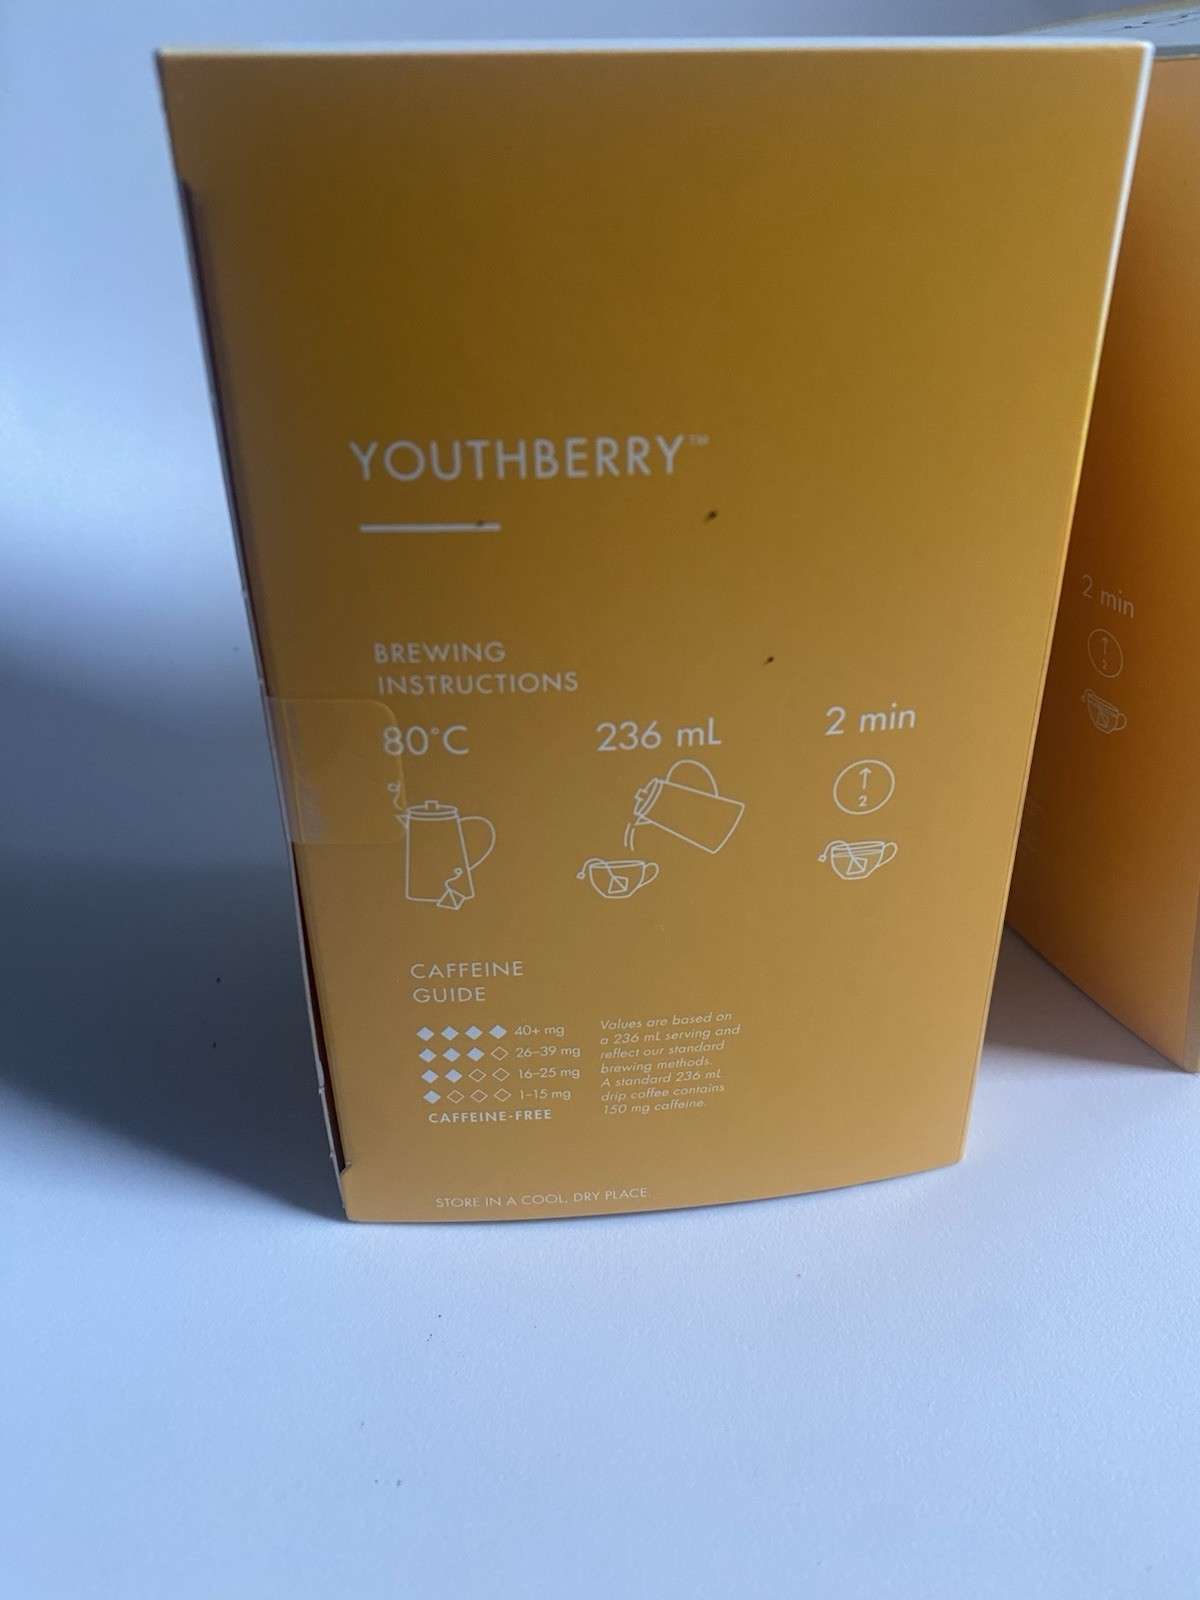 YOUTHBERRY™
BREWING
INSTRUCTIONS
80°C
236 mL
2 min
2
CAFFEINE
GUIDE
40+ mg
26–39 mg
16–25 mg
1–15 mg
CAFFEINE-FREE
Values are based on
a 236 mL serving and
reflect our standard
brewing methods.
A standard 236 mL
drip coffee contains
150 mg caffeine.
STORE IN A COOL, DRY PLACE.
2 min
2